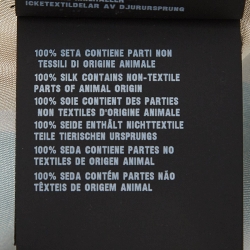 ICKETEXTILDELAR AV DJURURSPRUNG
100% SETA CONTIENE PARTI NON
TESSILI DI ORIGINE ANIMALE
100% SILK CONTAINS NON-TEXTILE
PARTS OF ANIMAL ORIGIN
100% SOIE CONTIENT DES PARTIES
NON TEXTILES D'ORIGINE ANIMALE
100% SEIDE ENTHÄLT NICHTTEXTILE
TEILE TIERISCHEN URSPRUNGS
100% SEDA CONTIENE PARTES NO
TEXTILES DE ORIGEN ANIMAL
100% SEDA CONTÉM PARTES NÃO
TÊXTEIS DE ORIGEM ANIMAL